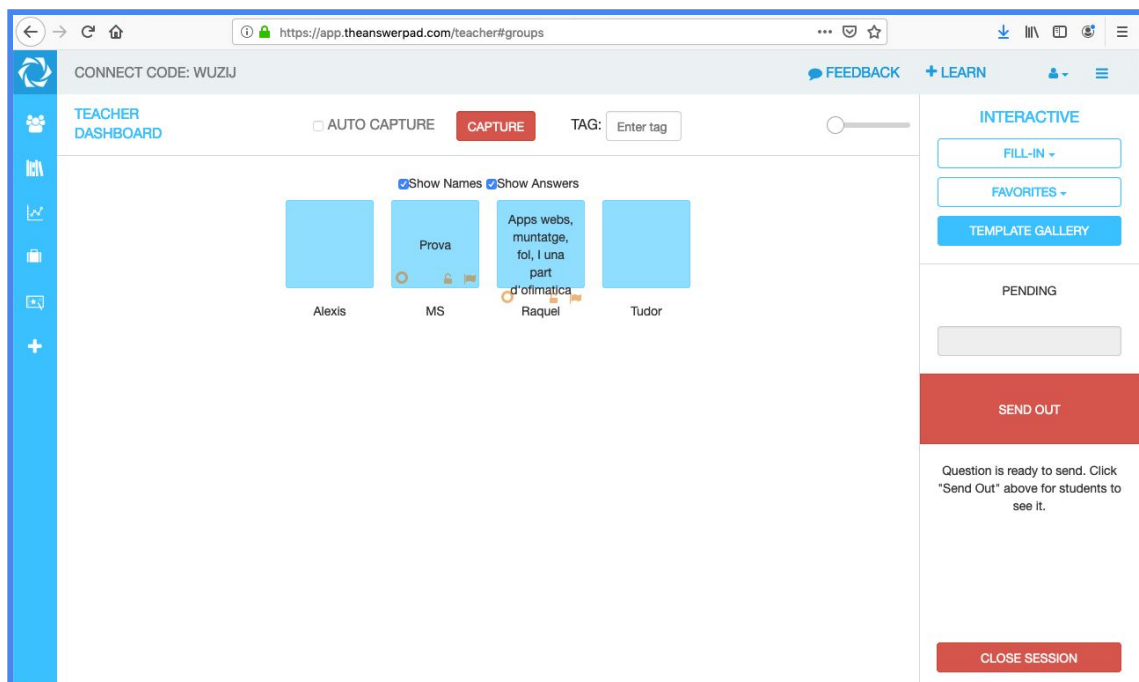 https://app.theanswerpad.com/teacher#groups
CONNECT CODE: WUZIJ
FEEDBACK
LEARN
TEACHER
DASHBOARD
AUTO CAPTURE
CAPTURE
TAG:
Enter tag
Show Names
Show Answers
Prova
Apps webs,
muntatge,
fol, I una
part
d'ofimatica
Alexis
MS
Raquel
Tudor
INTERACTIVE
FILL-IN
FAVORITES
TEMPLATE GALLERY
PENDING
SEND OUT
Question is ready to send. Click
"Send Out" above for students to
see it.
CLOSE SESSION